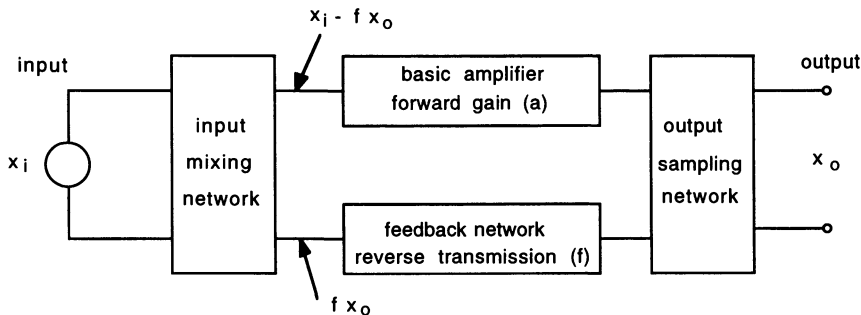 x_i - f x_o
input
basic amplifier
forward gain (a)
output
input
mixing
network
output
sampling
network
x_i
x_o
feedback network
reverse transmission (f)
f x_o